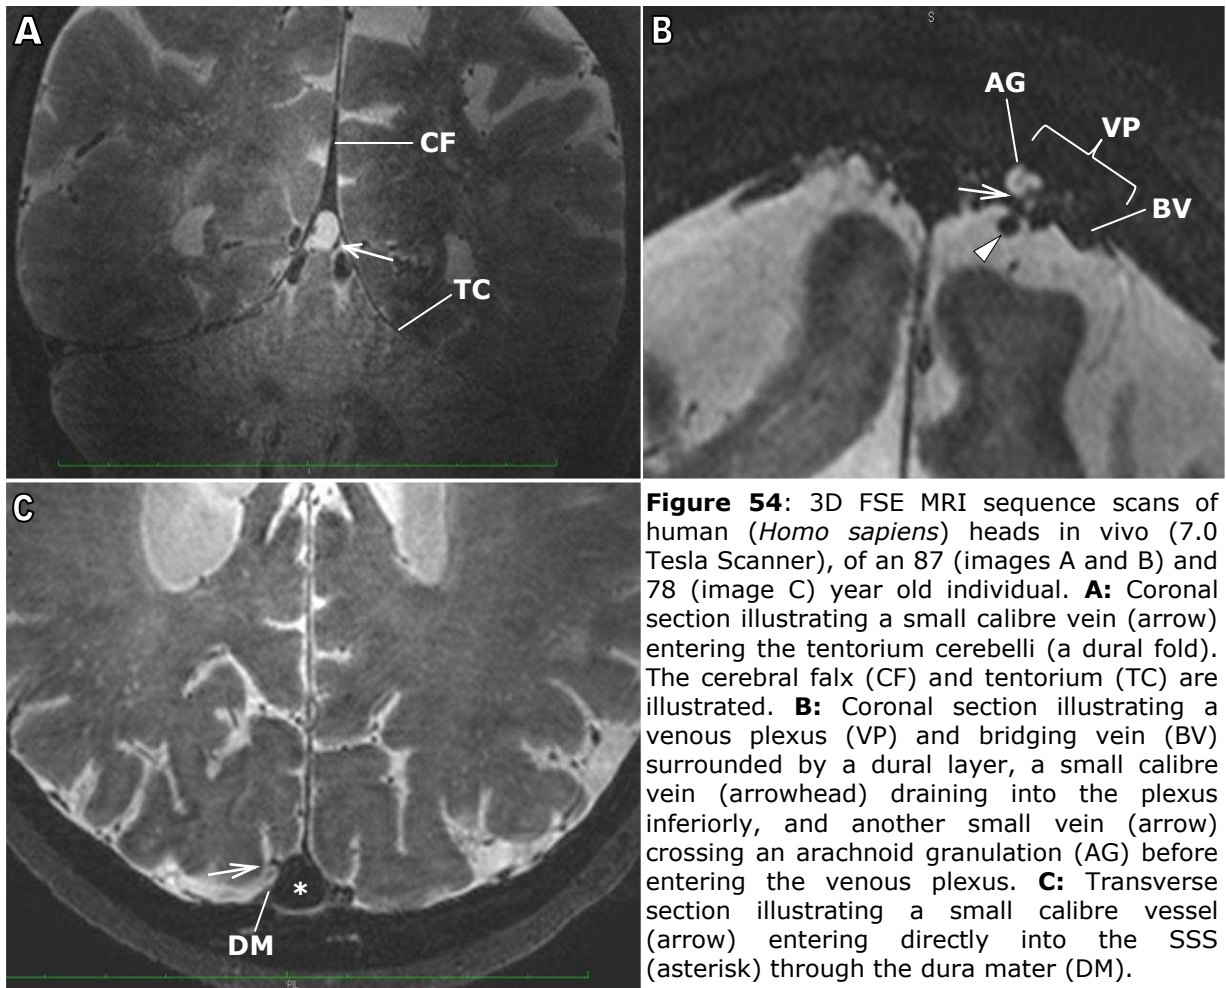 A
CF
TC
B
S
AG
VP
BV
C
*
DM
Figure 54: 3D FSE MRI sequence scans of
human (Homo sapiens) heads in vivo (7.0
Tesla Scanner), of an 87 (images A and B) and
78 (image C) year old individual. A: Coronal
section illustrating a small calibre vein (arrow)
entering the tentorium cerebelli (a dural fold).
The cerebral falx (CF) and tentorium (TC) are
illustrated. B: Coronal section illustrating a
venous plexus (VP) and bridging vein (BV)
surrounded by a dural layer, a small calibre
vein (arrowhead) draining into the plexus
inferiorly, and another small vein (arrow)
crossing an arachnoid granulation (AG) before
entering the venous plexus. C: Transverse
section illustrating a small calibre vessel
(arrow) entering directly into the SSS
(asterisk) through the dura mater (DM).